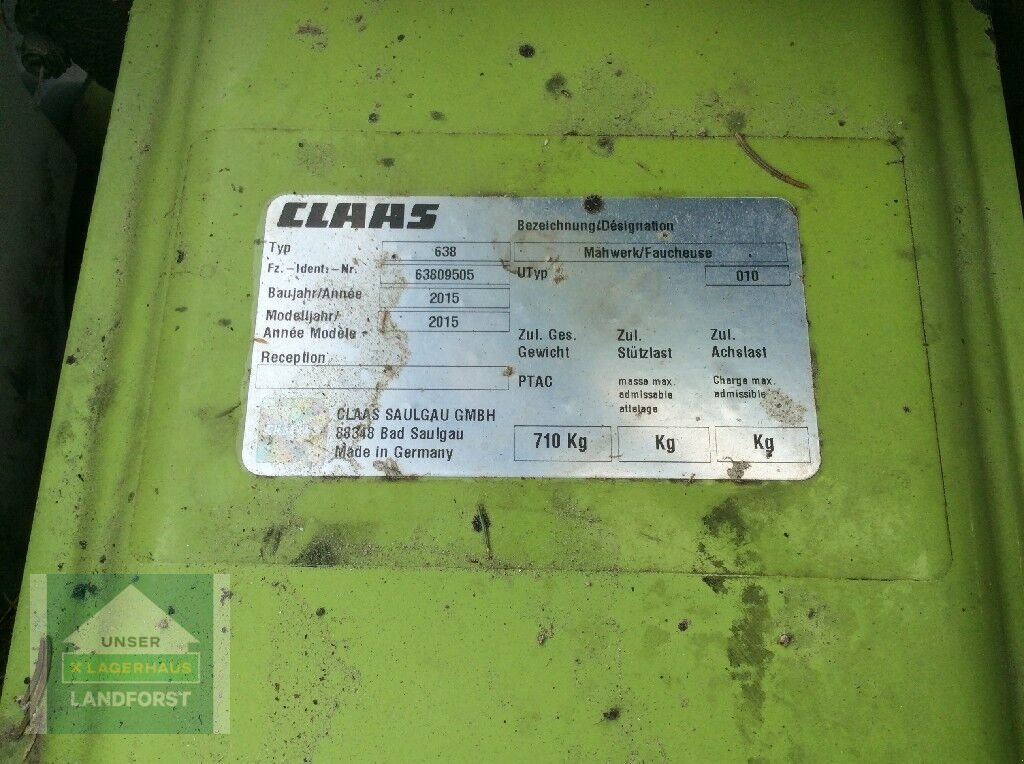 CLAAS
Bezeichnung/Désignation
Typ 638 Mähwerk/Faucheuse
Fz.-Ident.-Nr. 63809505 UTyp 010
Baujahr/Année 2015
Modelljahr/ 2015
Année Modèle
Reception
Zul. Ges. Zul. Zul.
Gewicht Stützlast Achslast
PTAC masse max. Charge max.
admissable admissible
attelage
CLAAS SAULGAU GMBH
88348 Bad Saulgau
Made in Germany
710 Kg Kg Kg
UNSER
X LAGERHAUS
LANDFORST